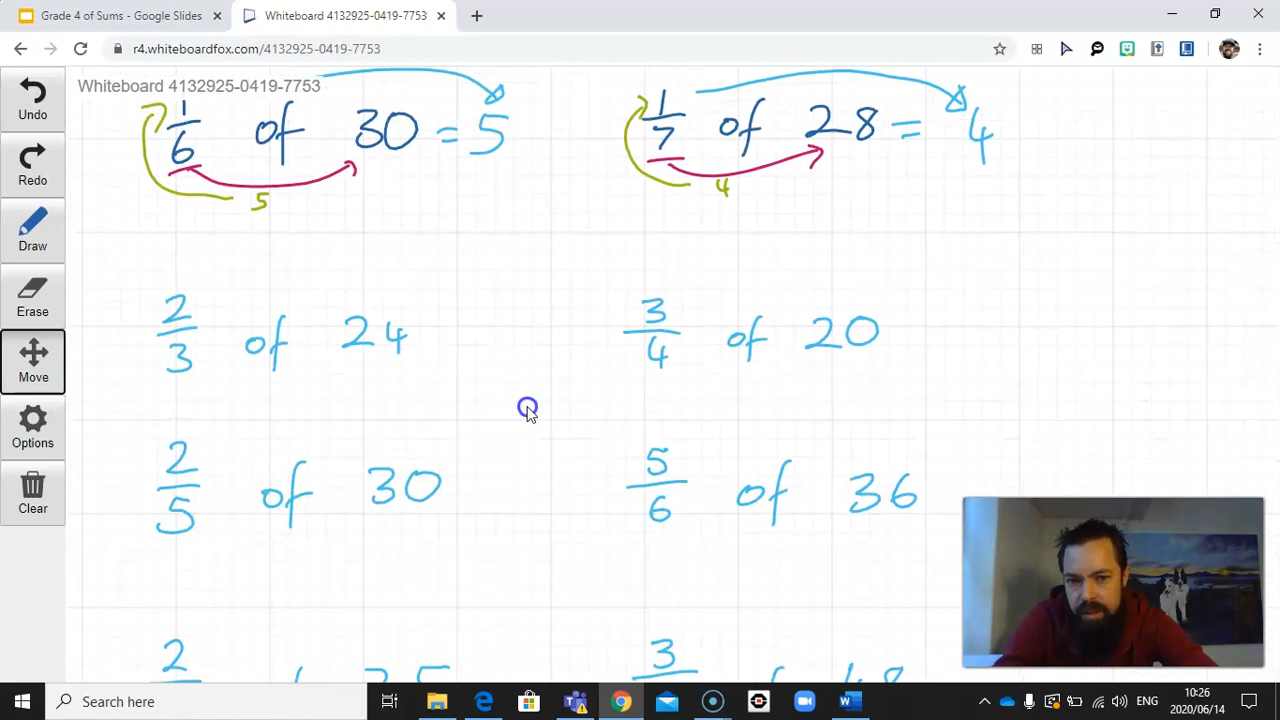 Grade 4 of Sums - Google Slides
Whiteboard 4132925-0419-7753
r4.whiteboardfox.com/4132925-0419-7753
Whiteboard 4132925-0419-7753
Undo
Redo
Draw
Erase
Move
Options
Clear
1/6 of 30 = 5
5
1/7 of 28 = 4
4
2/3 of 24
3/4 of 20
2/5 of 30
5/6 of 36
2
3
Search here
ENG
10:26
2020/06/14